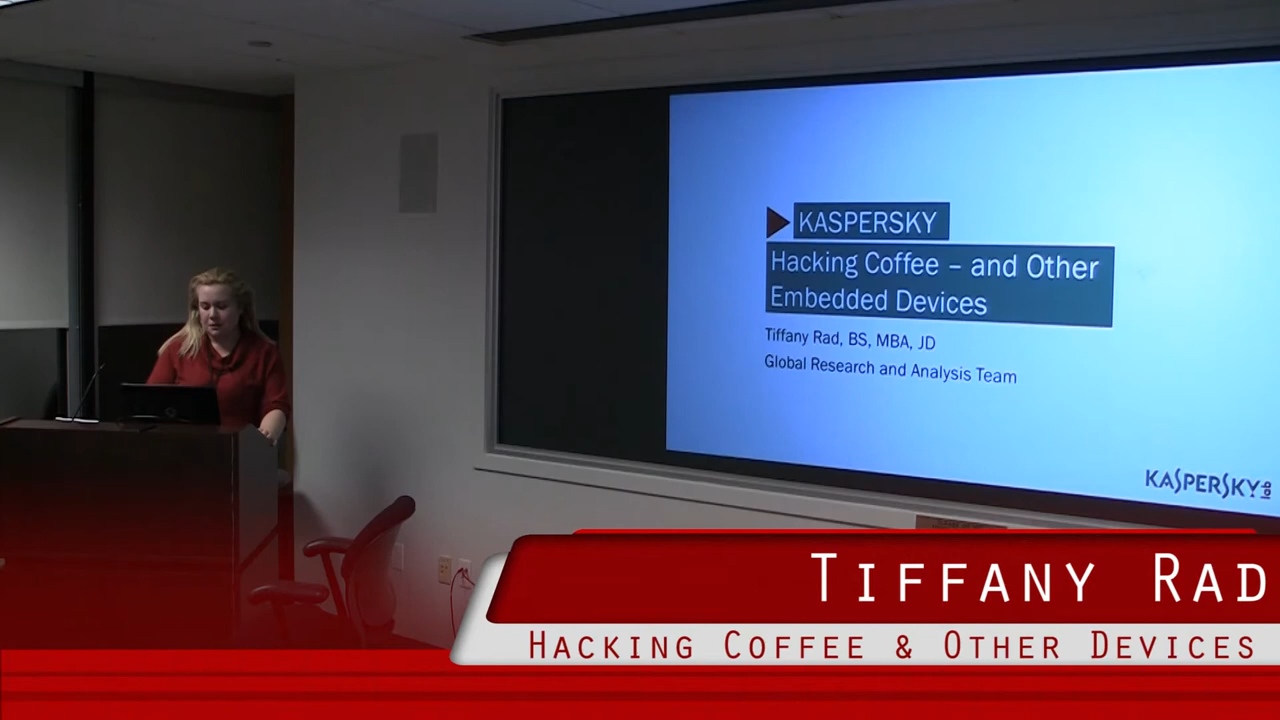 KASPERSKY
Hacking Coffee – and Other
Embedded Devices
Tiffany Rad, BS, MBA, JD
Global Research and Analysis Team
KASPERSKY lab
TIFFANY RAD
HACKING COFFEE & OTHER DEVICES